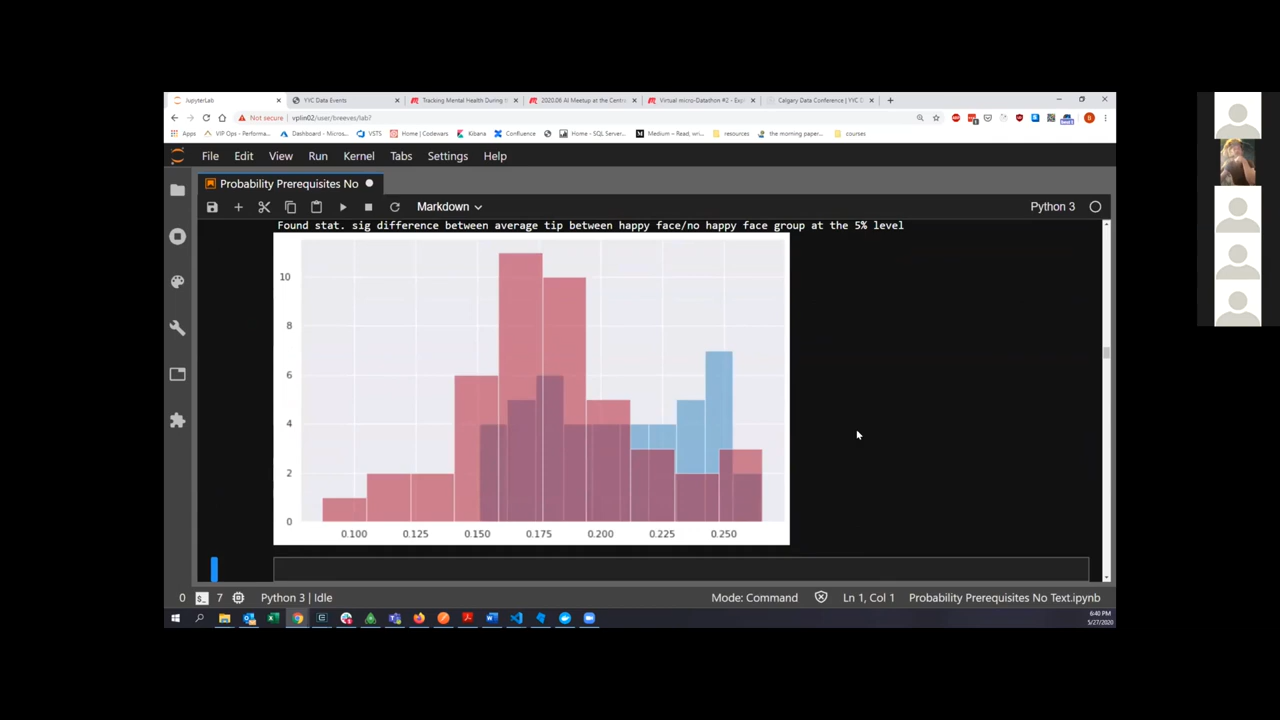 JupyterLab
YYC Data Events
Tracking Mental Health During th
2020.06 AI Meetup at the Centre
Virtual micro-Datathon #2 - Exp
Calgary Data Conference | YYC D
Not secure
vplin02/user/breeves/lab?
Apps
VIP Ops - Performa...
Dashboard - Micros...
VSTS
Home | Codewars
Kibana
Confluence
Home - SQL Server...
Medium – Read, wri...
resources
the morning paper...
courses
File Edit View Run Kernel Tabs Settings Help
Probability Prerequisites No
Markdown
Python 3
Found stat. sig difference between average tip between happy face/no happy face group at the 5% level
10
8
6
4
2
0
0.100 0.125 0.150 0.175 0.200 0.225 0.250
0
7
Python 3 | Idle
Mode: Command
Ln 1, Col 1
Probability Prerequisites No Text.ipynb
6:40 PM
5/27/2020